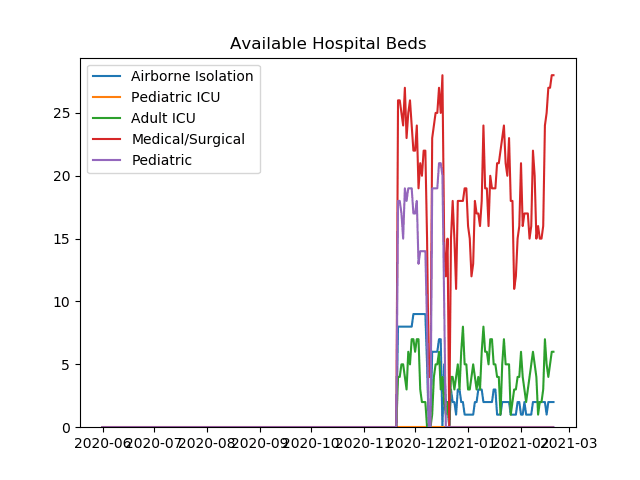 Available Hospital Beds
Airborne Isolation
Pediatric ICU
Adult ICU
Medical/Surgical
Pediatric
25
20
15
10
5
0
2020-06 2020-07 2020-08 2020-09 2020-10 2020-11 2020-12 2021-01 2021-02 2021-03